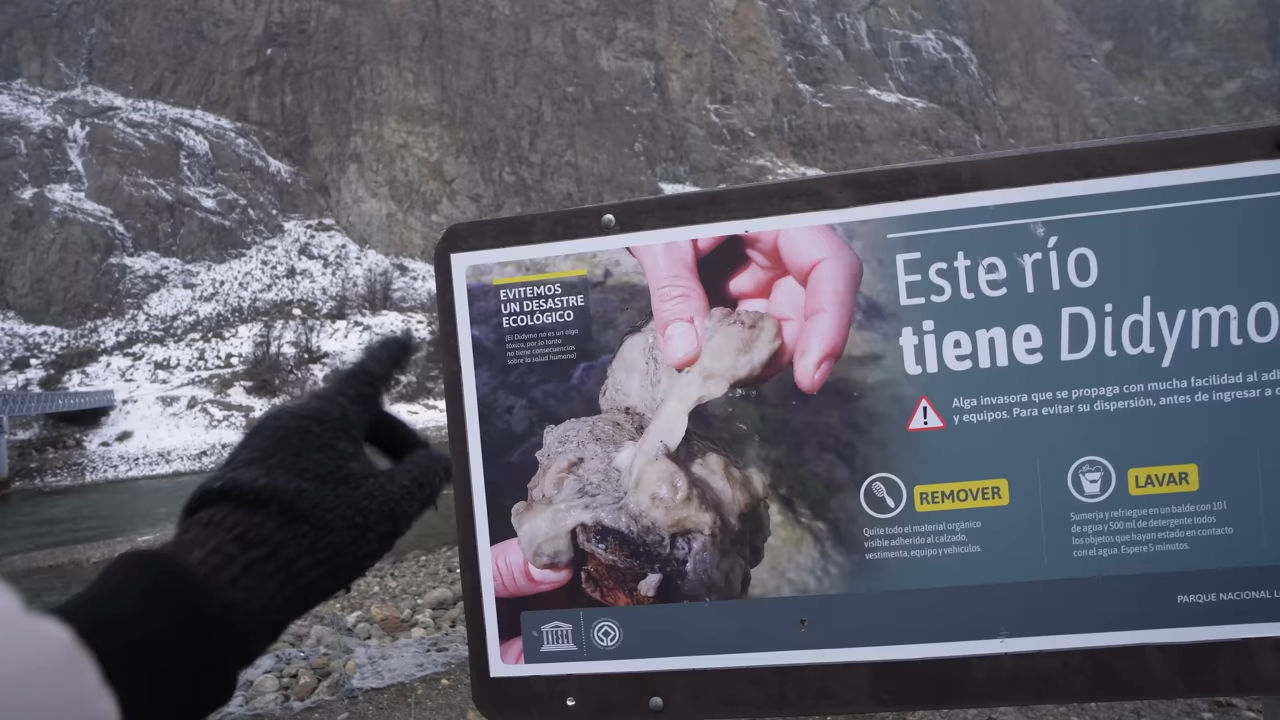 EVITEMOS
UN DESASTRE
ECOLÓGICO
(El Didymo no es un alga
tóxica, por lo tanto
no tiene consecuencias
sobre la salud humana)
Este río
tiene Didymo
Alga invasora que se propaga con mucha facilidad al
y equipos. Para evitar su dispersión, antes de ingresar a
REMOVER
Quite todo el material orgánico
visible adherido al calzado,
vestimenta, equipo y vehículos.
LAVAR
Sumerja y refriegue en un balde con 10 l
de agua y 500 ml de detergente todos
los objetos que hayan estado en contacto
con el agua. Espere 5 minutos.
UNESCO
PARQUE NACIONAL